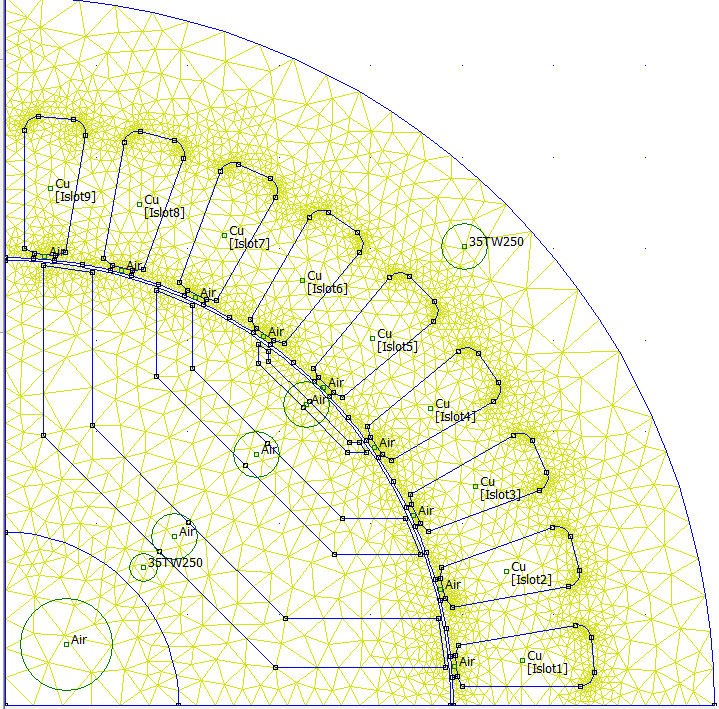 Cu
[Islot9]
Cu
[Islot8]
Cu
[Islot7]
35TW250
Air
Air
Cu
[Islot6]
Air
Air
Cu
[Islot5]
Air
Air
Cu
[Islot4]
Air
Air
Cu
[Islot3]
Air
Air
35TW250
Cu
[Islot2]
Air
Air
Air
Cu
[Islot1]